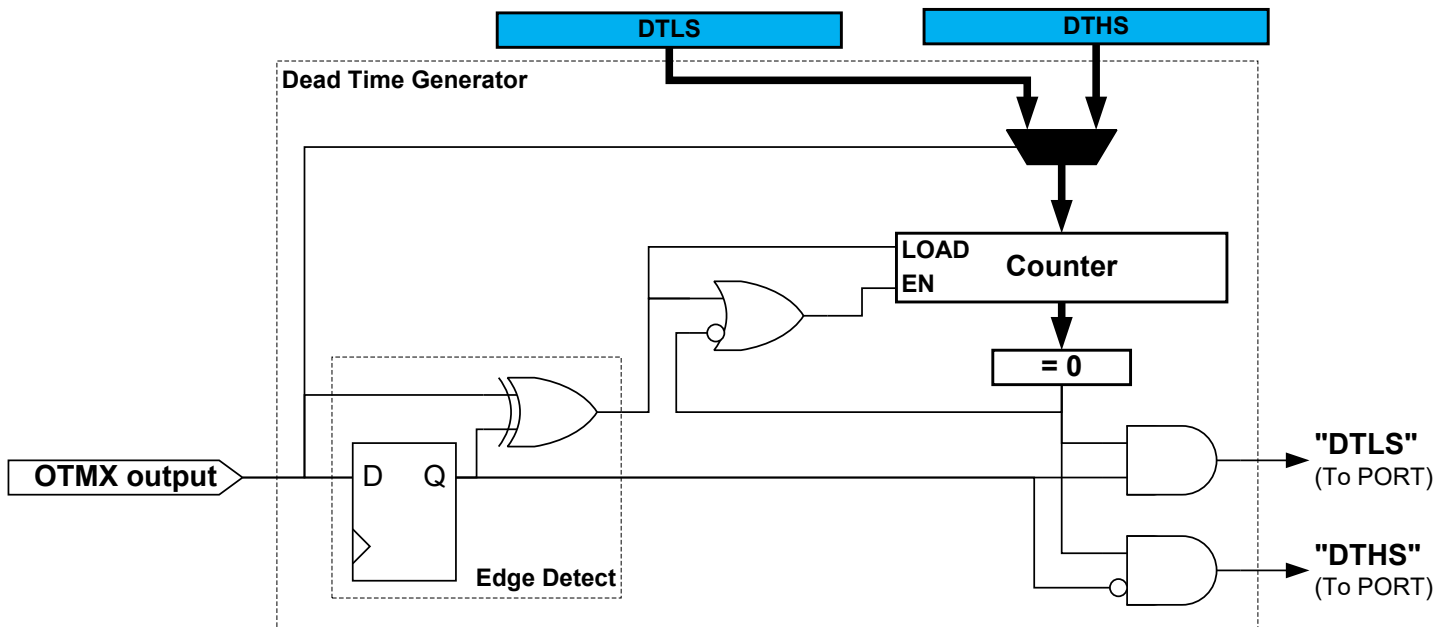 DTLS
DTHS
Dead Time Generator
LOAD
Counter
EN
= 0
OTMX output
D
Q
Edge Detect
"DTLS"
(To PORT)
"DTHS"
(To PORT)